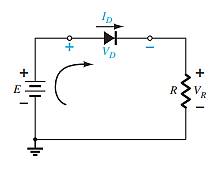 I_D
+ −
V_D
+ +
E R V_R
− −